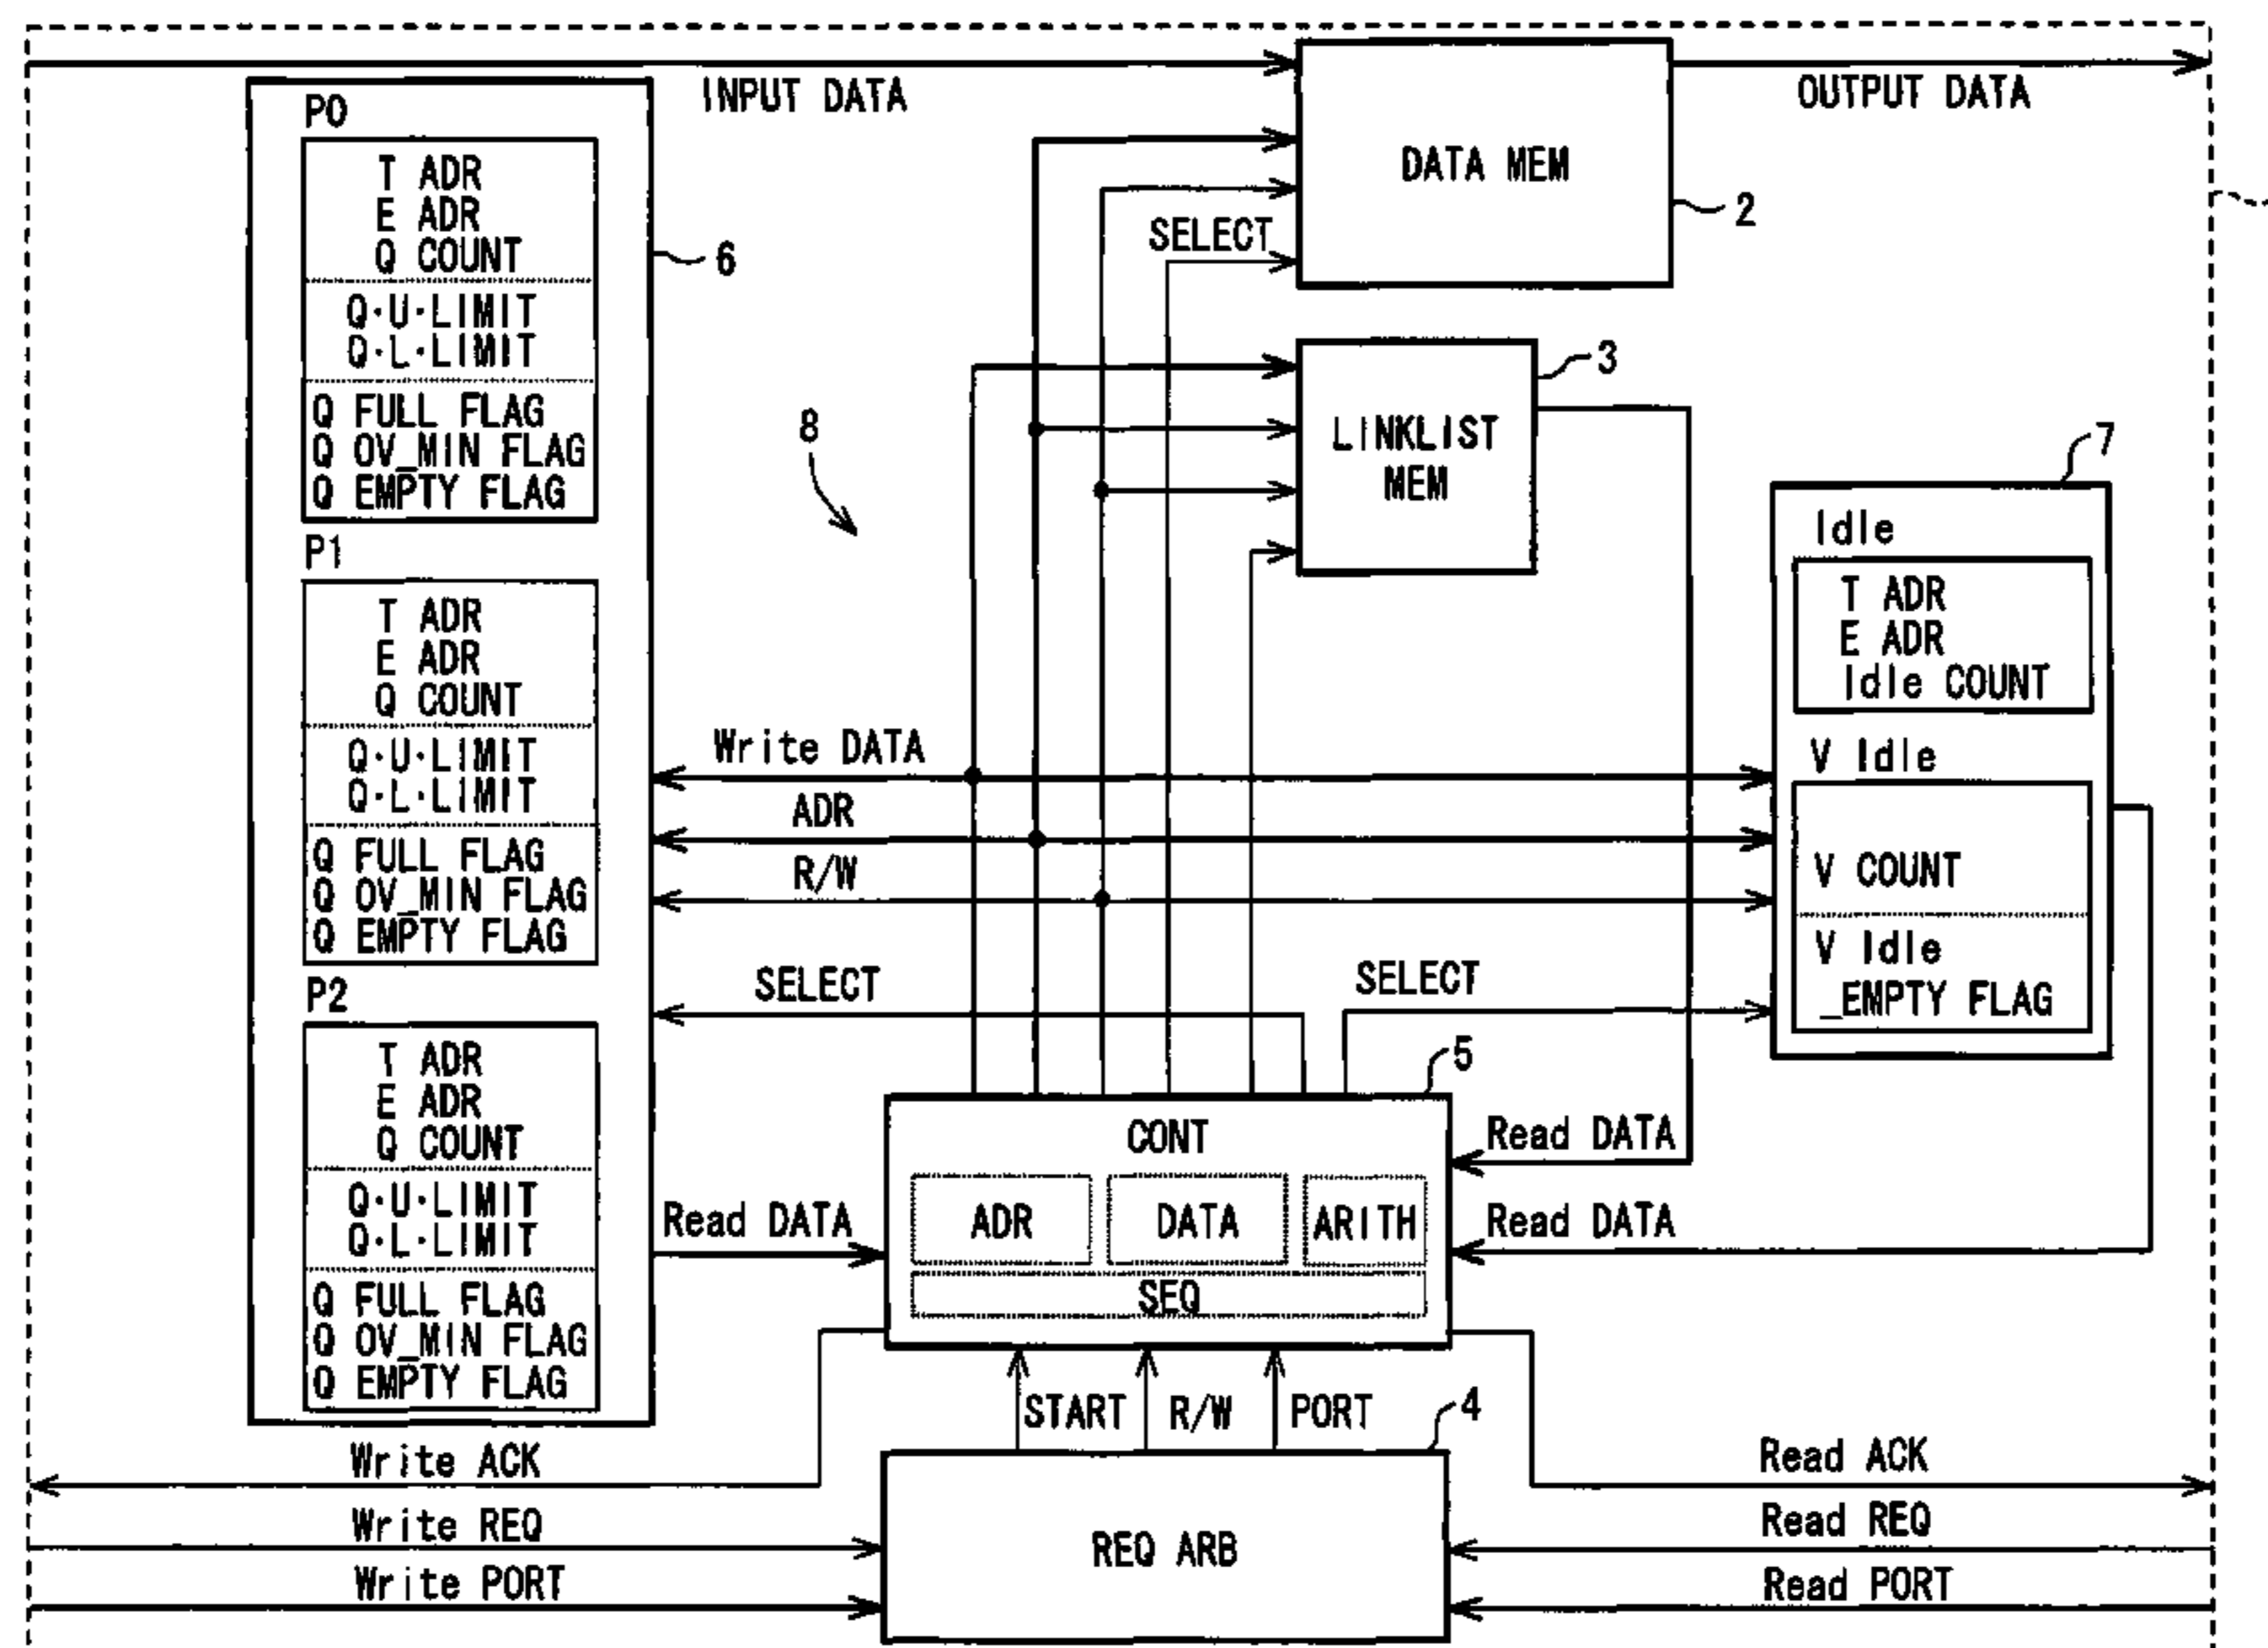 INPUT DATA
OUTPUT DATA
DATA MEM
2
SELECT
P0
T ADR
E ADR
Q COUNT
Q·U·LIMIT
Q·L·LIMIT
Q FULL FLAG
Q OV_MIN FLAG
Q EMPTY FLAG
6
P1
T ADR
E ADR
Q COUNT
Q·U·LIMIT
Q·L·LIMIT
Q FULL FLAG
Q OV_MIN FLAG
Q EMPTY FLAG
P2
T ADR
E ADR
Q COUNT
Q·U·LIMIT
Q·L·LIMIT
Q FULL FLAG
Q OV_MIN FLAG
Q EMPTY FLAG
8
3
LINKLIST
MEM
7
Idle
T ADR
E ADR
Idle COUNT
V Idle
V COUNT
V Idle
_EMPTY FLAG
Write DATA
ADR
R/W
SELECT
SELECT
5
CONT
ADR
DATA
ARITH
SEQ
Read DATA
Read DATA
Read DATA
START
R/W
PORT
4
REQ ARB
Write ACK
Write REQ
Write PORT
Read ACK
Read REQ
Read PORT